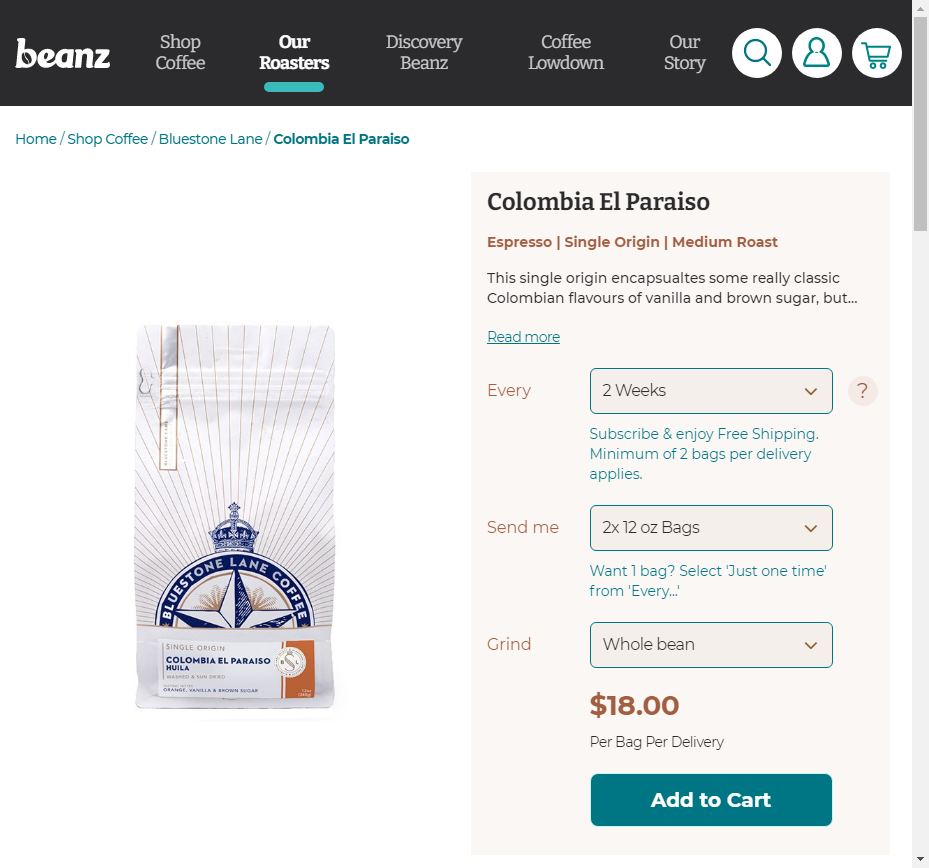 beanz
Shop
Coffee
Our
Roasters
Discovery
Beanz
Coffee
Lowdown
Our
Story
Home / Shop Coffee / Bluestone Lane / Colombia El Paraiso
Colombia El Paraiso
Espresso | Single Origin | Medium Roast
This single origin encapsualtes some really classic
Colombian flavours of vanilla and brown sugar, but...
Read more
Every
2 Weeks
?
Subscribe & enjoy Free Shipping.
Minimum of 2 bags per delivery
applies.
Send me
2x 12 oz Bags
Want 1 bag? Select 'Just one time'
from 'Every...'
Grind
Whole bean
$18.00
Per Bag Per Delivery
Add to Cart
BLUESTONE LANE COFFEE
SINGLE ORIGIN
COLOMBIA EL PARAISO
HUILA
WASHED & SUN DRIED
ORANGE, VANILLA & BROWN SUGAR